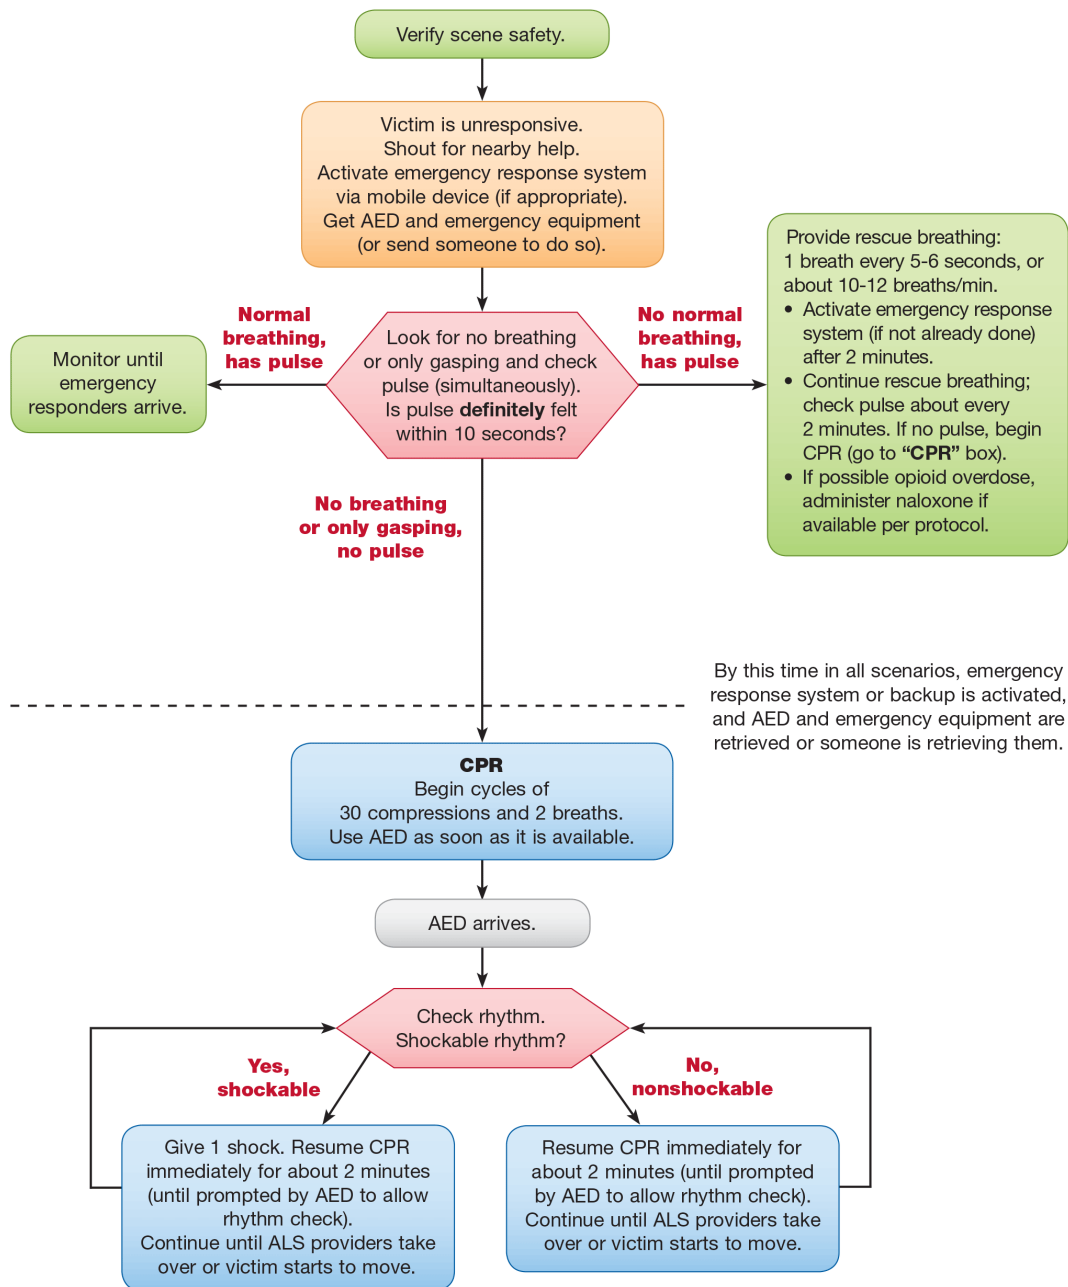 Verify scene safety.
Victim is unresponsive.
Shout for nearby help.
Activate emergency response system
via mobile device (if appropriate).
Get AED and emergency equipment
(or send someone to do so).
Normal
breathing,
has pulse
Monitor until
emergency
responders arrive.
Look for no breathing
or only gasping and check
pulse (simultaneously).
Is pulse definitely felt
within 10 seconds?
No normal
breathing,
has pulse
Provide rescue breathing:
1 breath every 5-6 seconds, or
about 10-12 breaths/min.
• Activate emergency response
system (if not already done)
after 2 minutes.
• Continue rescue breathing;
check pulse about every
2 minutes. If no pulse, begin
CPR (go to “CPR” box).
• If possible opioid overdose,
administer naloxone if
available per protocol.
No breathing
or only gasping,
no pulse
By this time in all scenarios, emergency
response system or backup is activated,
and AED and emergency equipment are
retrieved or someone is retrieving them.
CPR
Begin cycles of
30 compressions and 2 breaths.
Use AED as soon as it is available.
AED arrives.
Check rhythm.
Shockable rhythm?
Yes,
shockable
No,
nonshockable
Give 1 shock. Resume CPR
immediately for about 2 minutes
(until prompted by AED to allow
rhythm check).
Continue until ALS providers take
over or victim starts to move.
Resume CPR immediately for
about 2 minutes (until prompted
by AED to allow rhythm check).
Continue until ALS providers take
over or victim starts to move.